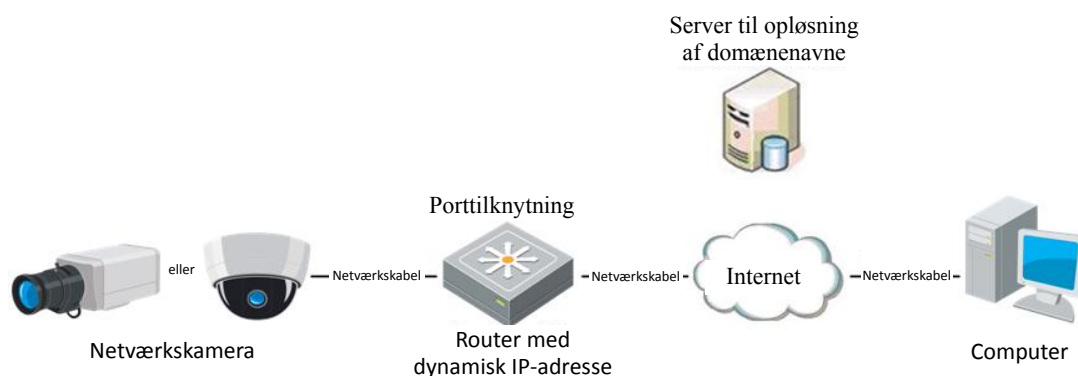 Server til opløsning
af domænenavne
Porttilknytning
eller
Netværkskabel
Netværkskabel
Internet
Netværkskabel
Netværkskamera
Router med
dynamisk IP-adresse
Computer